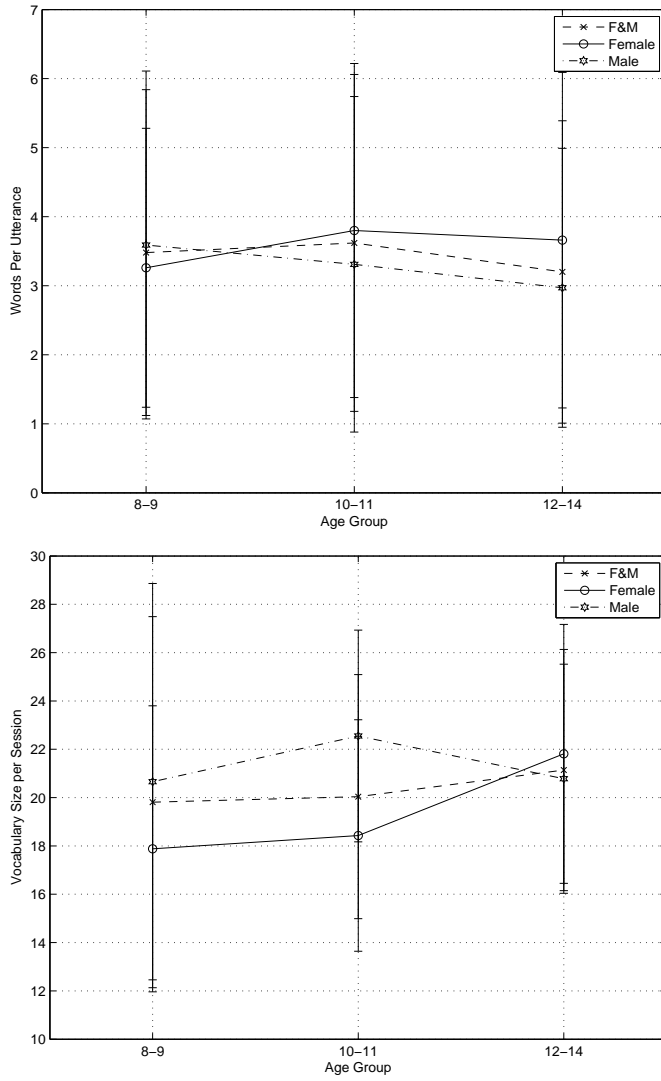 7
6
5
4
3
2
1
0
Words Per Utterance
F&M
Female
Male
8–9 10–11 12–14
Age Group
30
28
26
24
22
20
18
16
14
12
10
Vocabulary Size per Session
F&M
Female
Male
8–9 10–11 12–14
Age Group